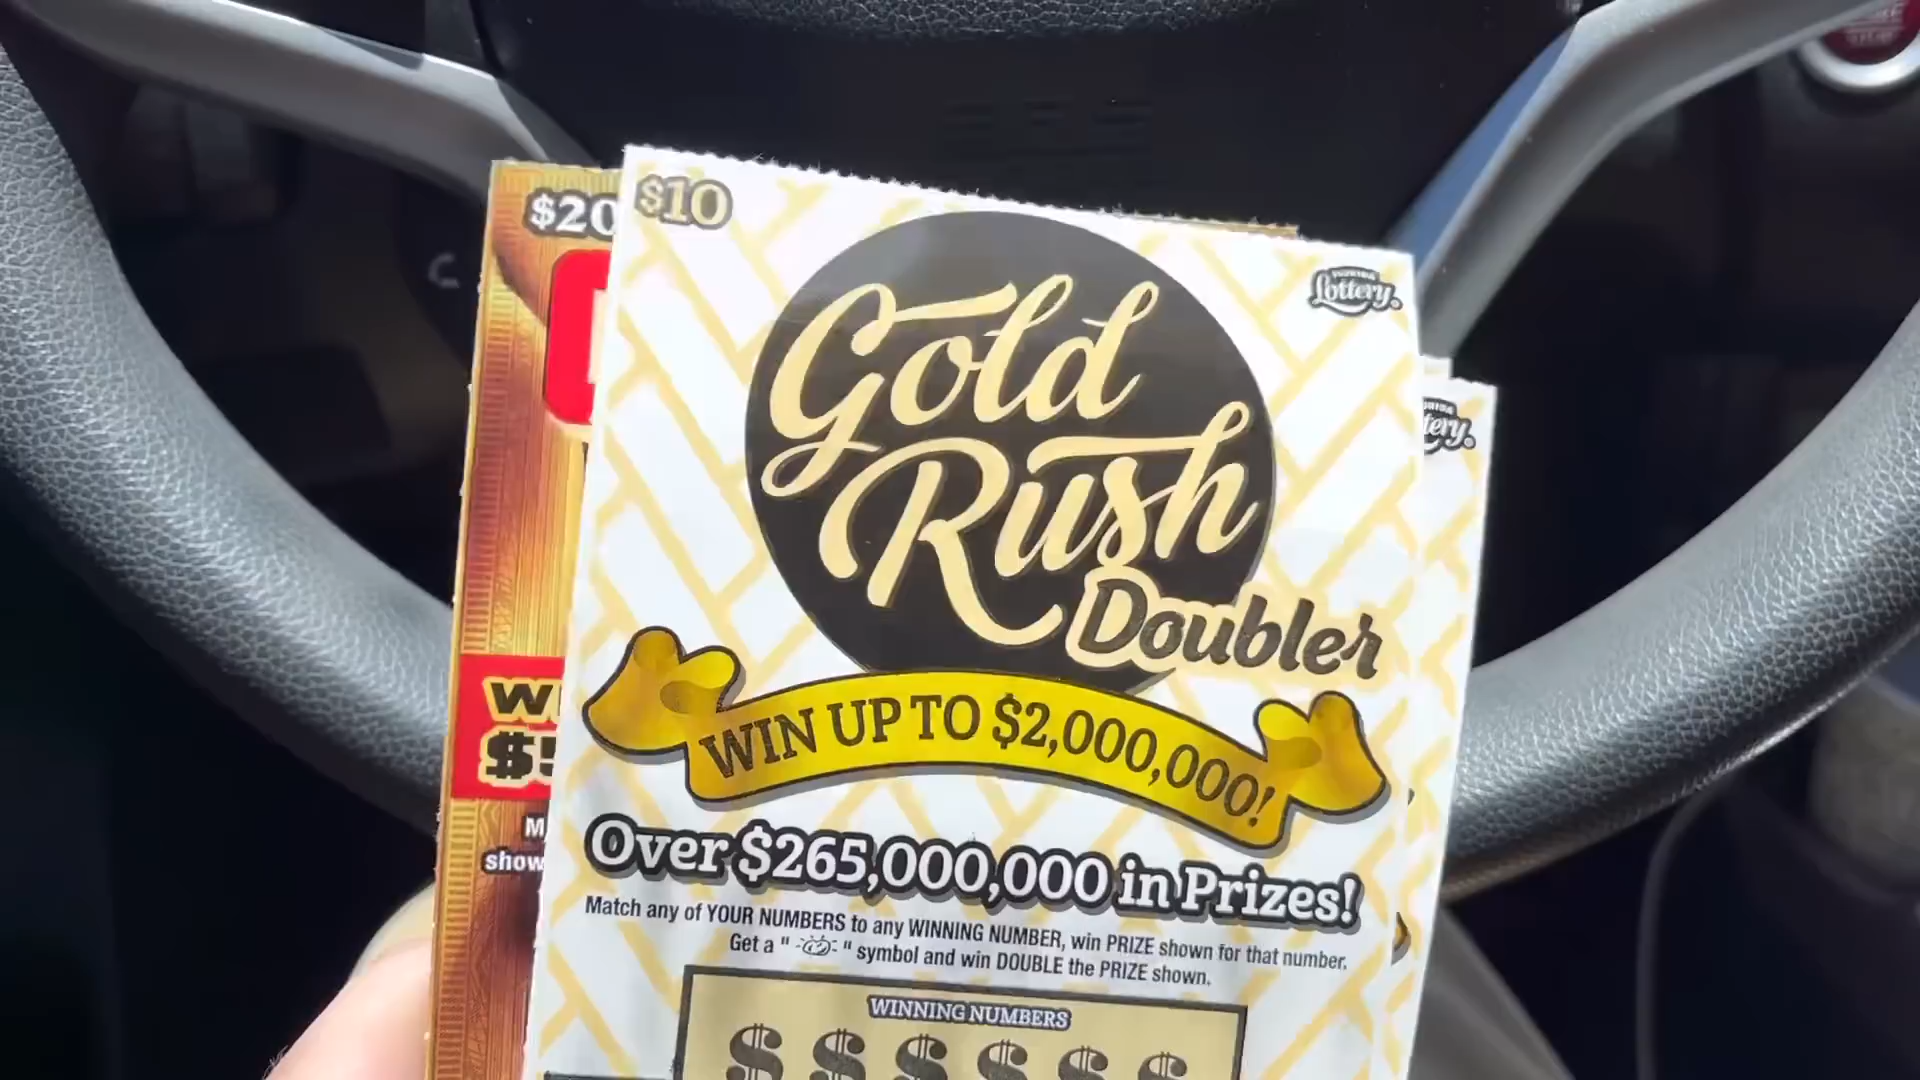 $10
$20
Florida
Lottery
Gold
Rush
Doubler
WIN UP TO $2,000,000!
Over $265,000,000 in Prizes!
Match any of YOUR NUMBERS to any WINNING NUMBER, win PRIZE shown for that number.
Get a " " symbol and win DOUBLE the PRIZE shown.
WINNING NUMBERS
$ $ $ $ $ $
show